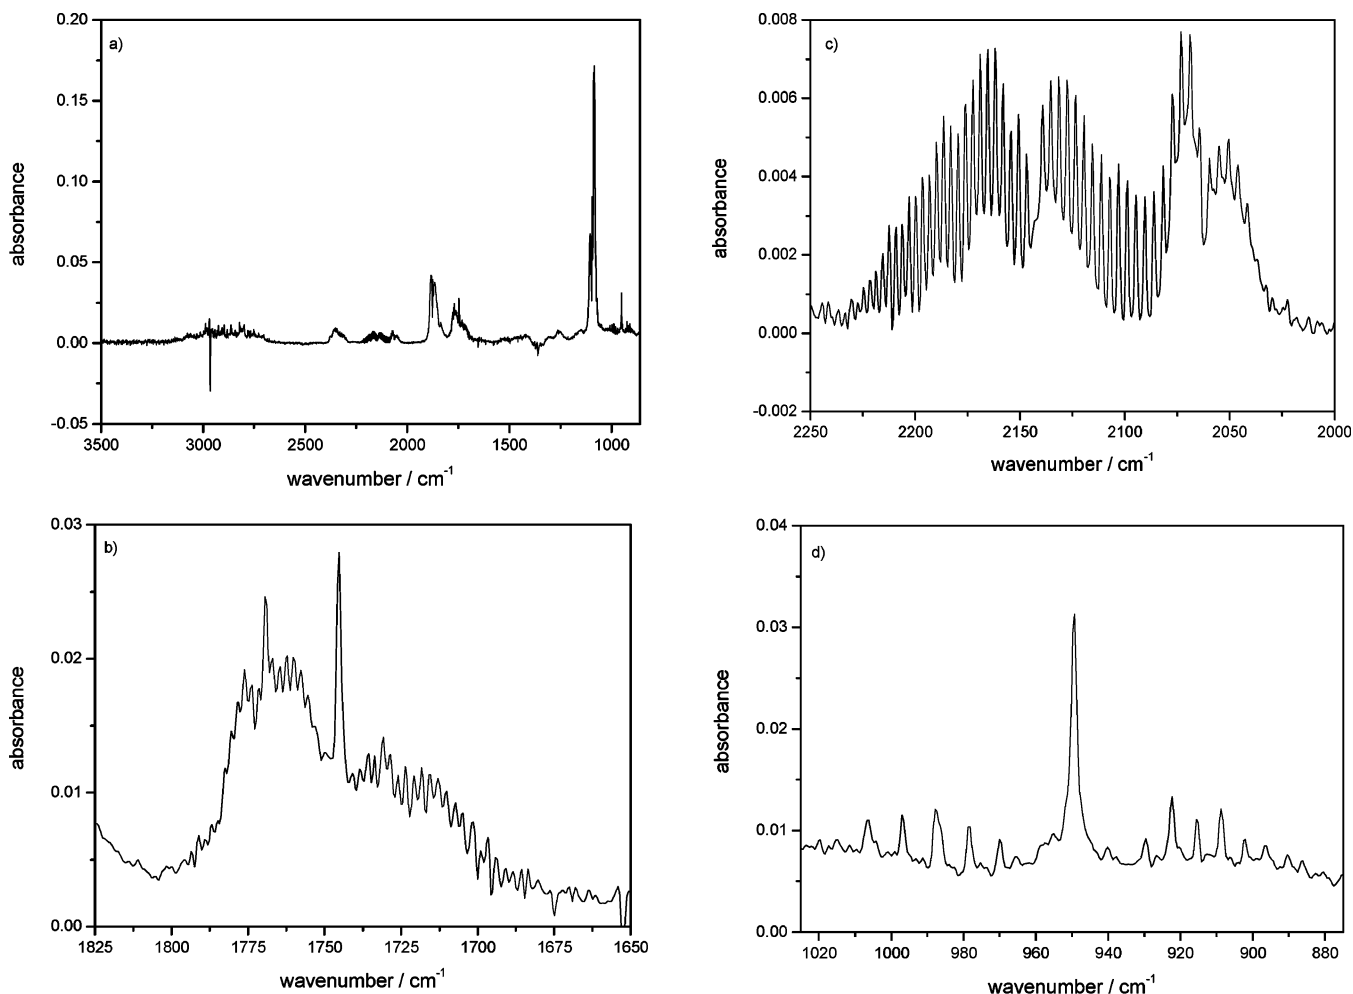 a)
0.20
0.15
0.10
0.05
0.00
-0.05
absorbance
3500 3000 2500 2000 1500 1000
wavenumber / cm⁻¹
c)
0.008
0.006
0.004
0.002
0.000
-0.002
absorbance
2250 2200 2150 2100 2050 2000
wavenumber / cm⁻¹
b)
0.03
0.02
0.01
0.00
absorbance
1825 1800 1775 1750 1725 1700 1675 1650
wavenumber / cm⁻¹
d)
0.04
0.03
0.02
0.01
0.00
absorbance
1020 1000 980 960 940 920 900 880
wavenumber / cm⁻¹